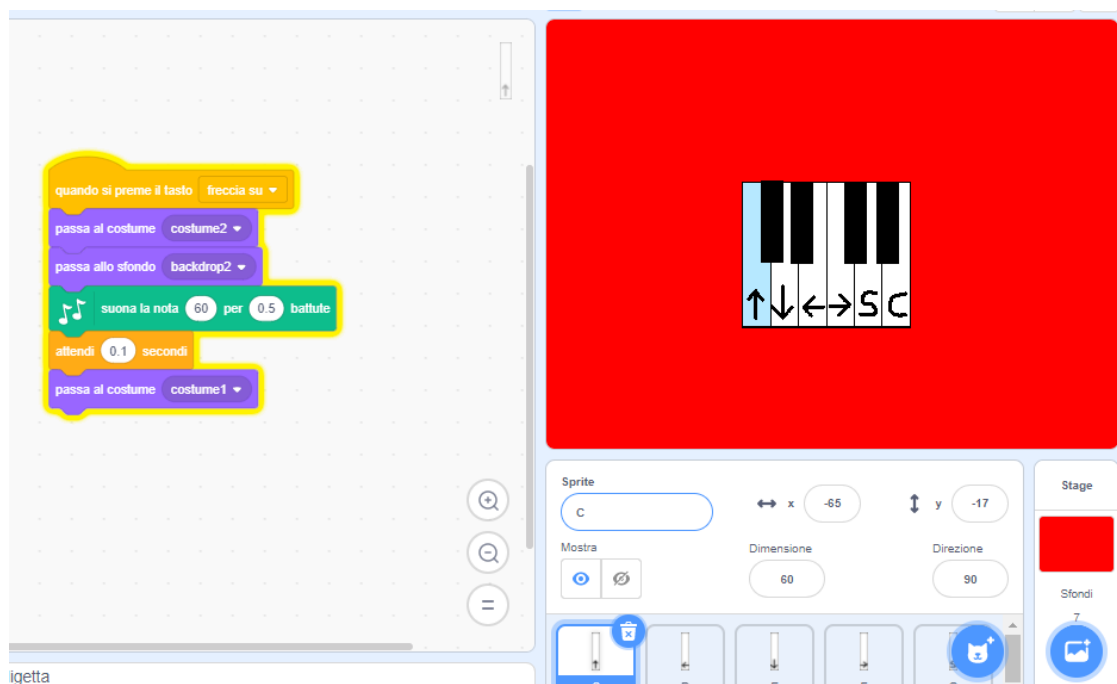 quando si preme il tasto freccia su
passa al costume costume2
passa allo sfondo backdrop2
suona la nota 60 per 0.5 battute
attendi 0.1 secondi
passa al costume costume1
igetta
↑ ↓ ← → S C
Sprite
C
x -65
y -17
Mostra
Dimensione
60
Direzione
90
Stage
Sfondi
7